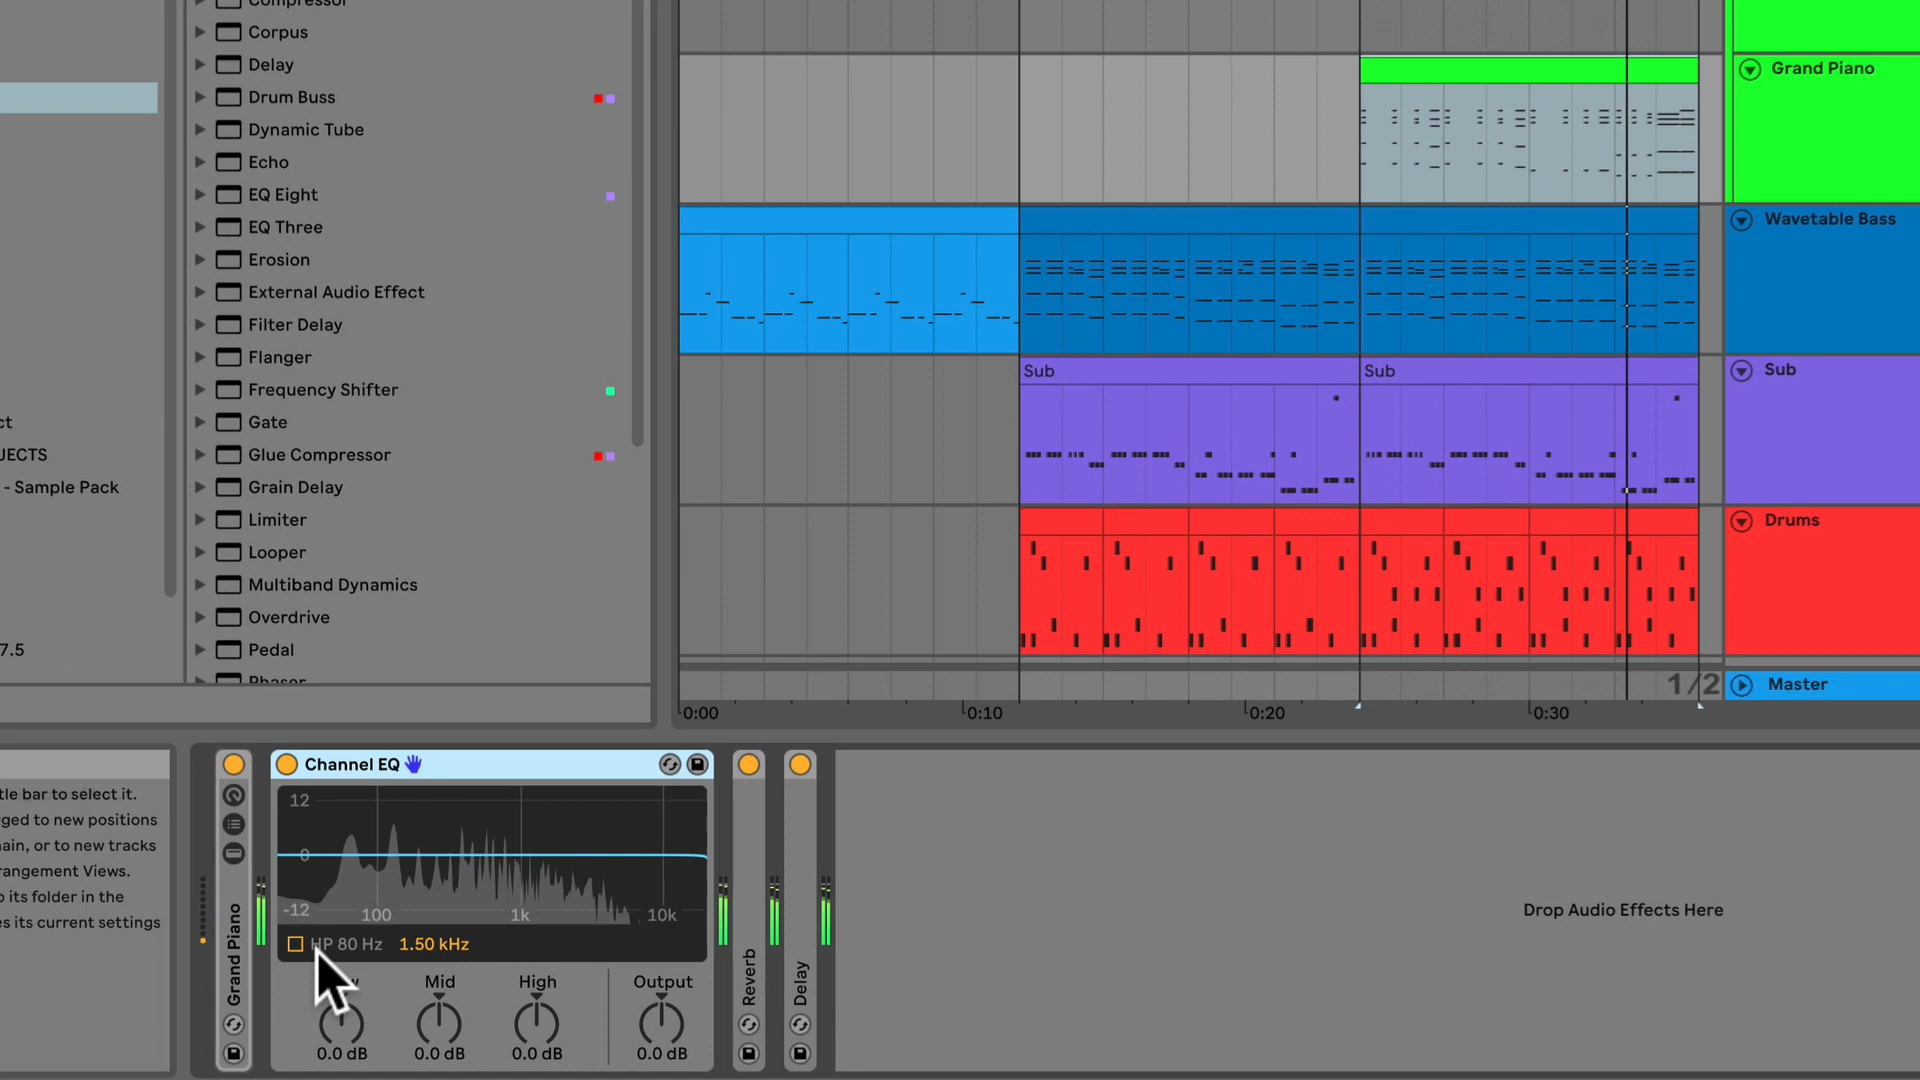 Compressor
Corpus
Delay
Drum Buss
Dynamic Tube
Echo
EQ Eight
EQ Three
Erosion
External Audio Effect
Filter Delay
Flanger
Frequency Shifter
Gate
Glue Compressor
Grain Delay
Limiter
Looper
Multiband Dynamics
Overdrive
Pedal
Phaser
ct
JECTS
- Sample Pack
7.5
Grand Piano
Wavetable Bass
Sub
Sub
Sub
Drums
1/2
Master
0:00
0:10
0:20
0:30
tle bar to select it.
ged to new positions
ain, or to new tracks
rangement Views.
o its folder in the
es its current settings
Grand Piano
Channel EQ
12
0
-12
100
1k
10k
HP 80 Hz
1.50 kHz
w
Mid
High
Output
0.0 dB
0.0 dB
0.0 dB
0.0 dB
Reverb
Delay
Drop Audio Effects Here